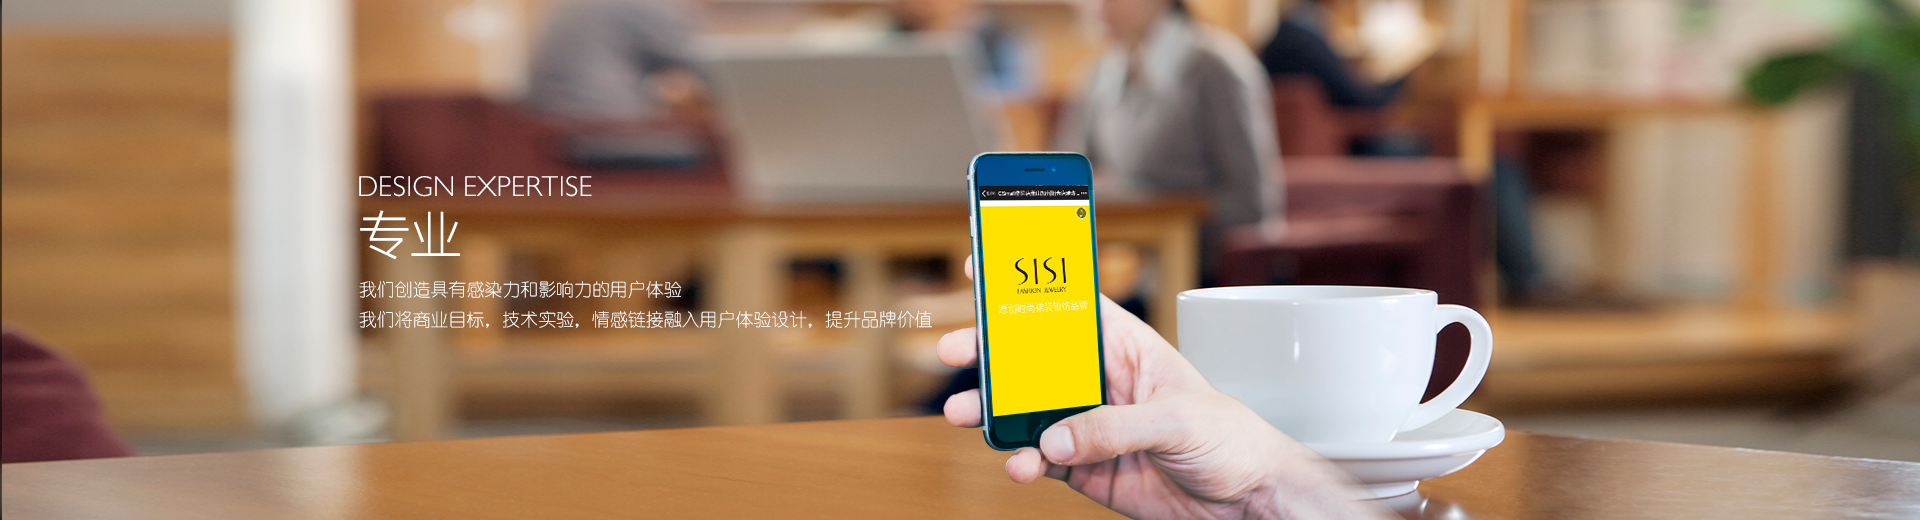 DESIGN EXPERTISE
专业
我们创造具有感染力和影响力的用户体验
我们将商业目标，技术实验，情感链接融入用户体验设计，提升品牌价值
SISI
FASHION JEWELRY